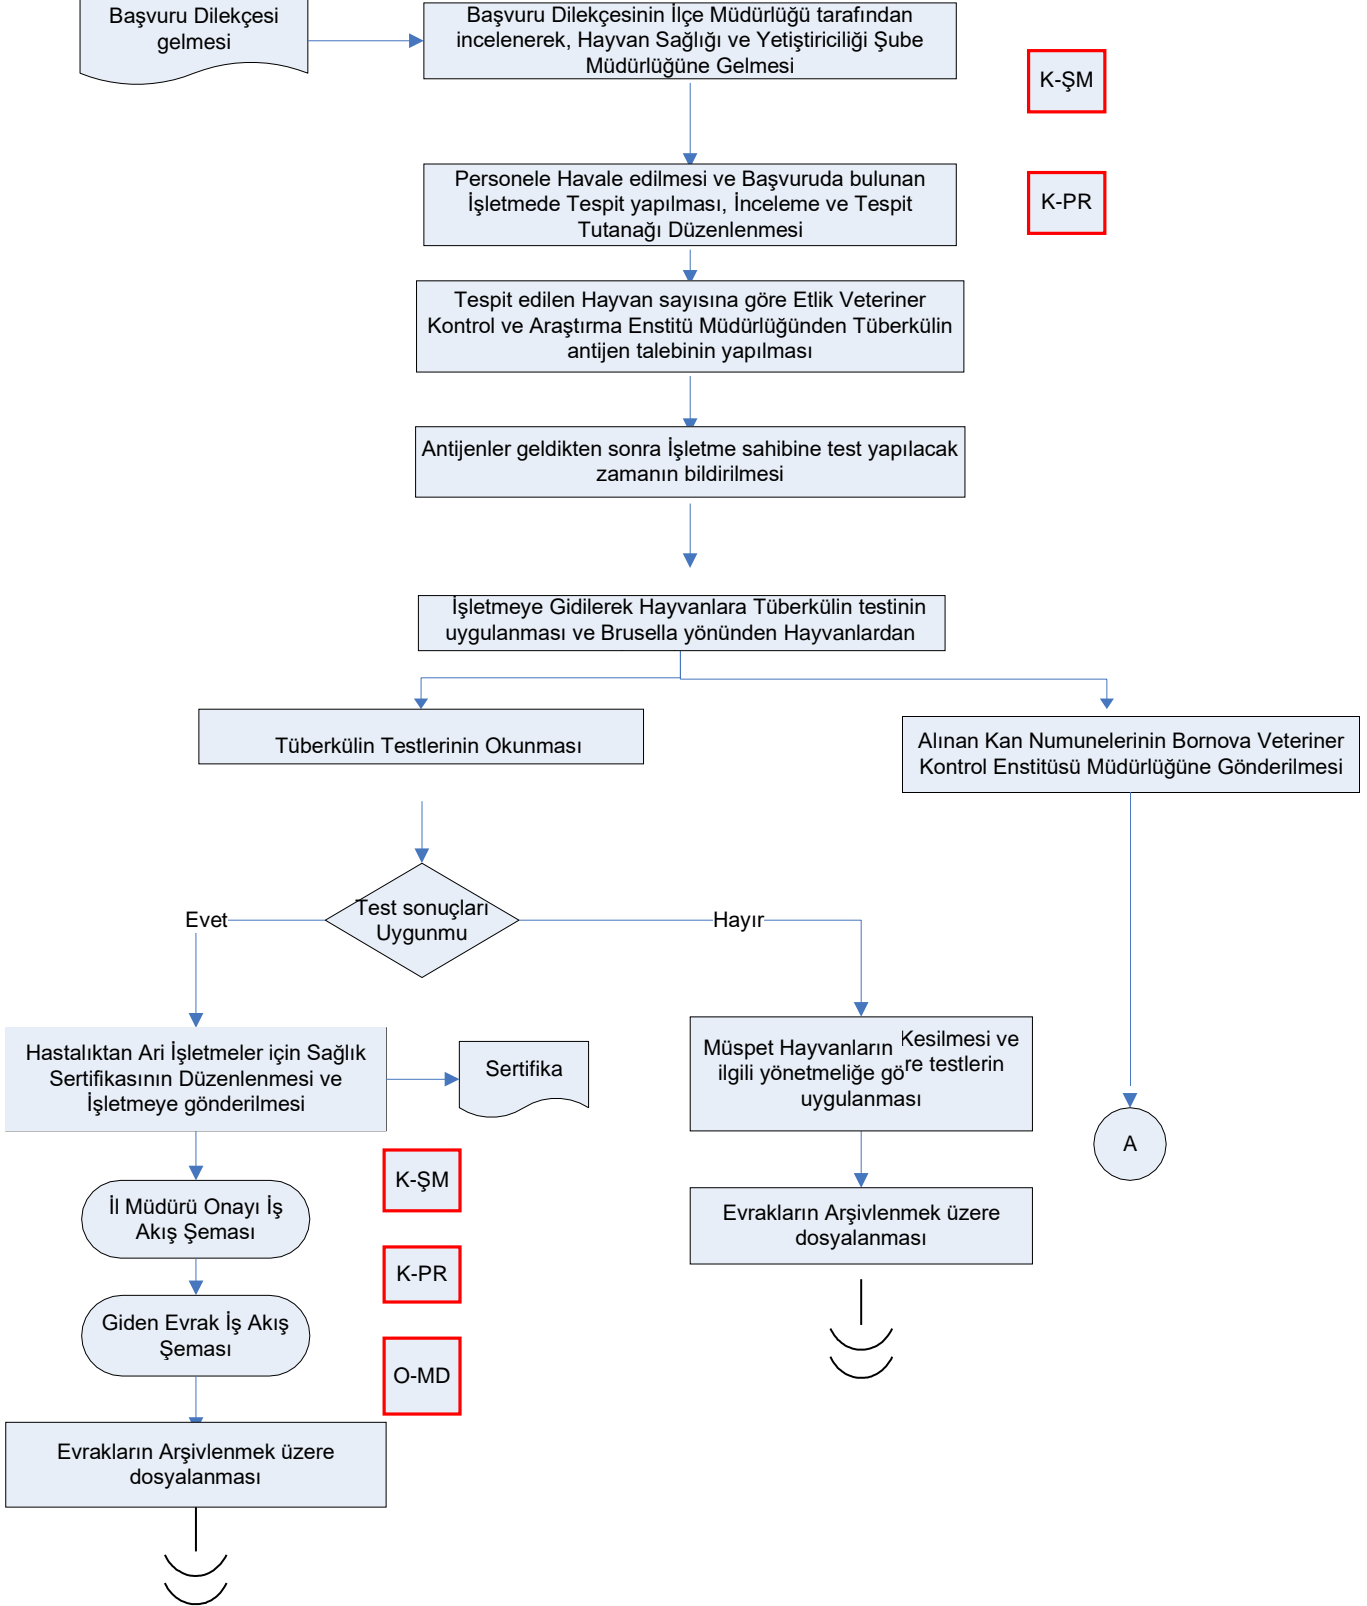 Başvuru Dilekçesi
gelmesi
Başvuru Dilekçesinin İlçe Müdürlüğü tarafından
incelenerek, Hayvan Sağlığı ve Yetiştiriciliği Şube
Müdürlüğüne Gelmesi
K-ŞM
Personele Havale edilmesi ve Başvuruda bulunan
İşletmede Tespit yapılması, İnceleme ve Tespit
Tutanağı Düzenlenmesi
K-PR
Tespit edilen Hayvan sayısına göre Etlik Veteriner
Kontrol ve Araştırma Enstitü Müdürlüğünden Tüberkülin
antijen talebinin yapılması
Antijenler geldikten sonra İşletme sahibine test yapılacak
zamanın bildirilmesi
İşletmeye Gidilerek Hayvanlara Tüberkülin testinin
uygulanması ve Brusella yönünden Hayvanlardan
Tüberkülin Testlerinin Okunması
Alınan Kan Numunelerinin Bornova Veteriner
Kontrol Enstitüsü Müdürlüğüne Gönderilmesi
Test sonuçları
Uygunmu
Evet
Hayır
Hastalıktan Ari İşletmeler için Sağlık
Sertifikasının Düzenlenmesi ve
İşletmeye gönderilmesi
Sertifika
Müspet Hayvanların Kesilmesi ve
ilgili yönetmeliğe göre testlerin
uygulanması
A
K-ŞM
İl Müdürü Onayı İş
Akış Şeması
Evrakların Arşivlenmek üzere
dosyalanması
K-PR
Giden Evrak İş Akış
Şeması
O-MD
Evrakların Arşivlenmek üzere
dosyalanması